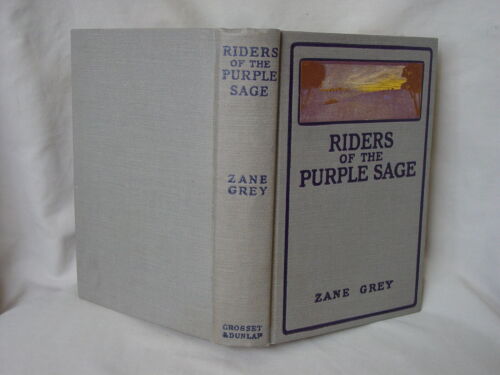 RIDERS
OF THE
PURPLE
SAGE
ZANE
GREY
GROSSET
& DUNLAP
RIDERS
OF THE
PURPLE SAGE
ZANE GREY